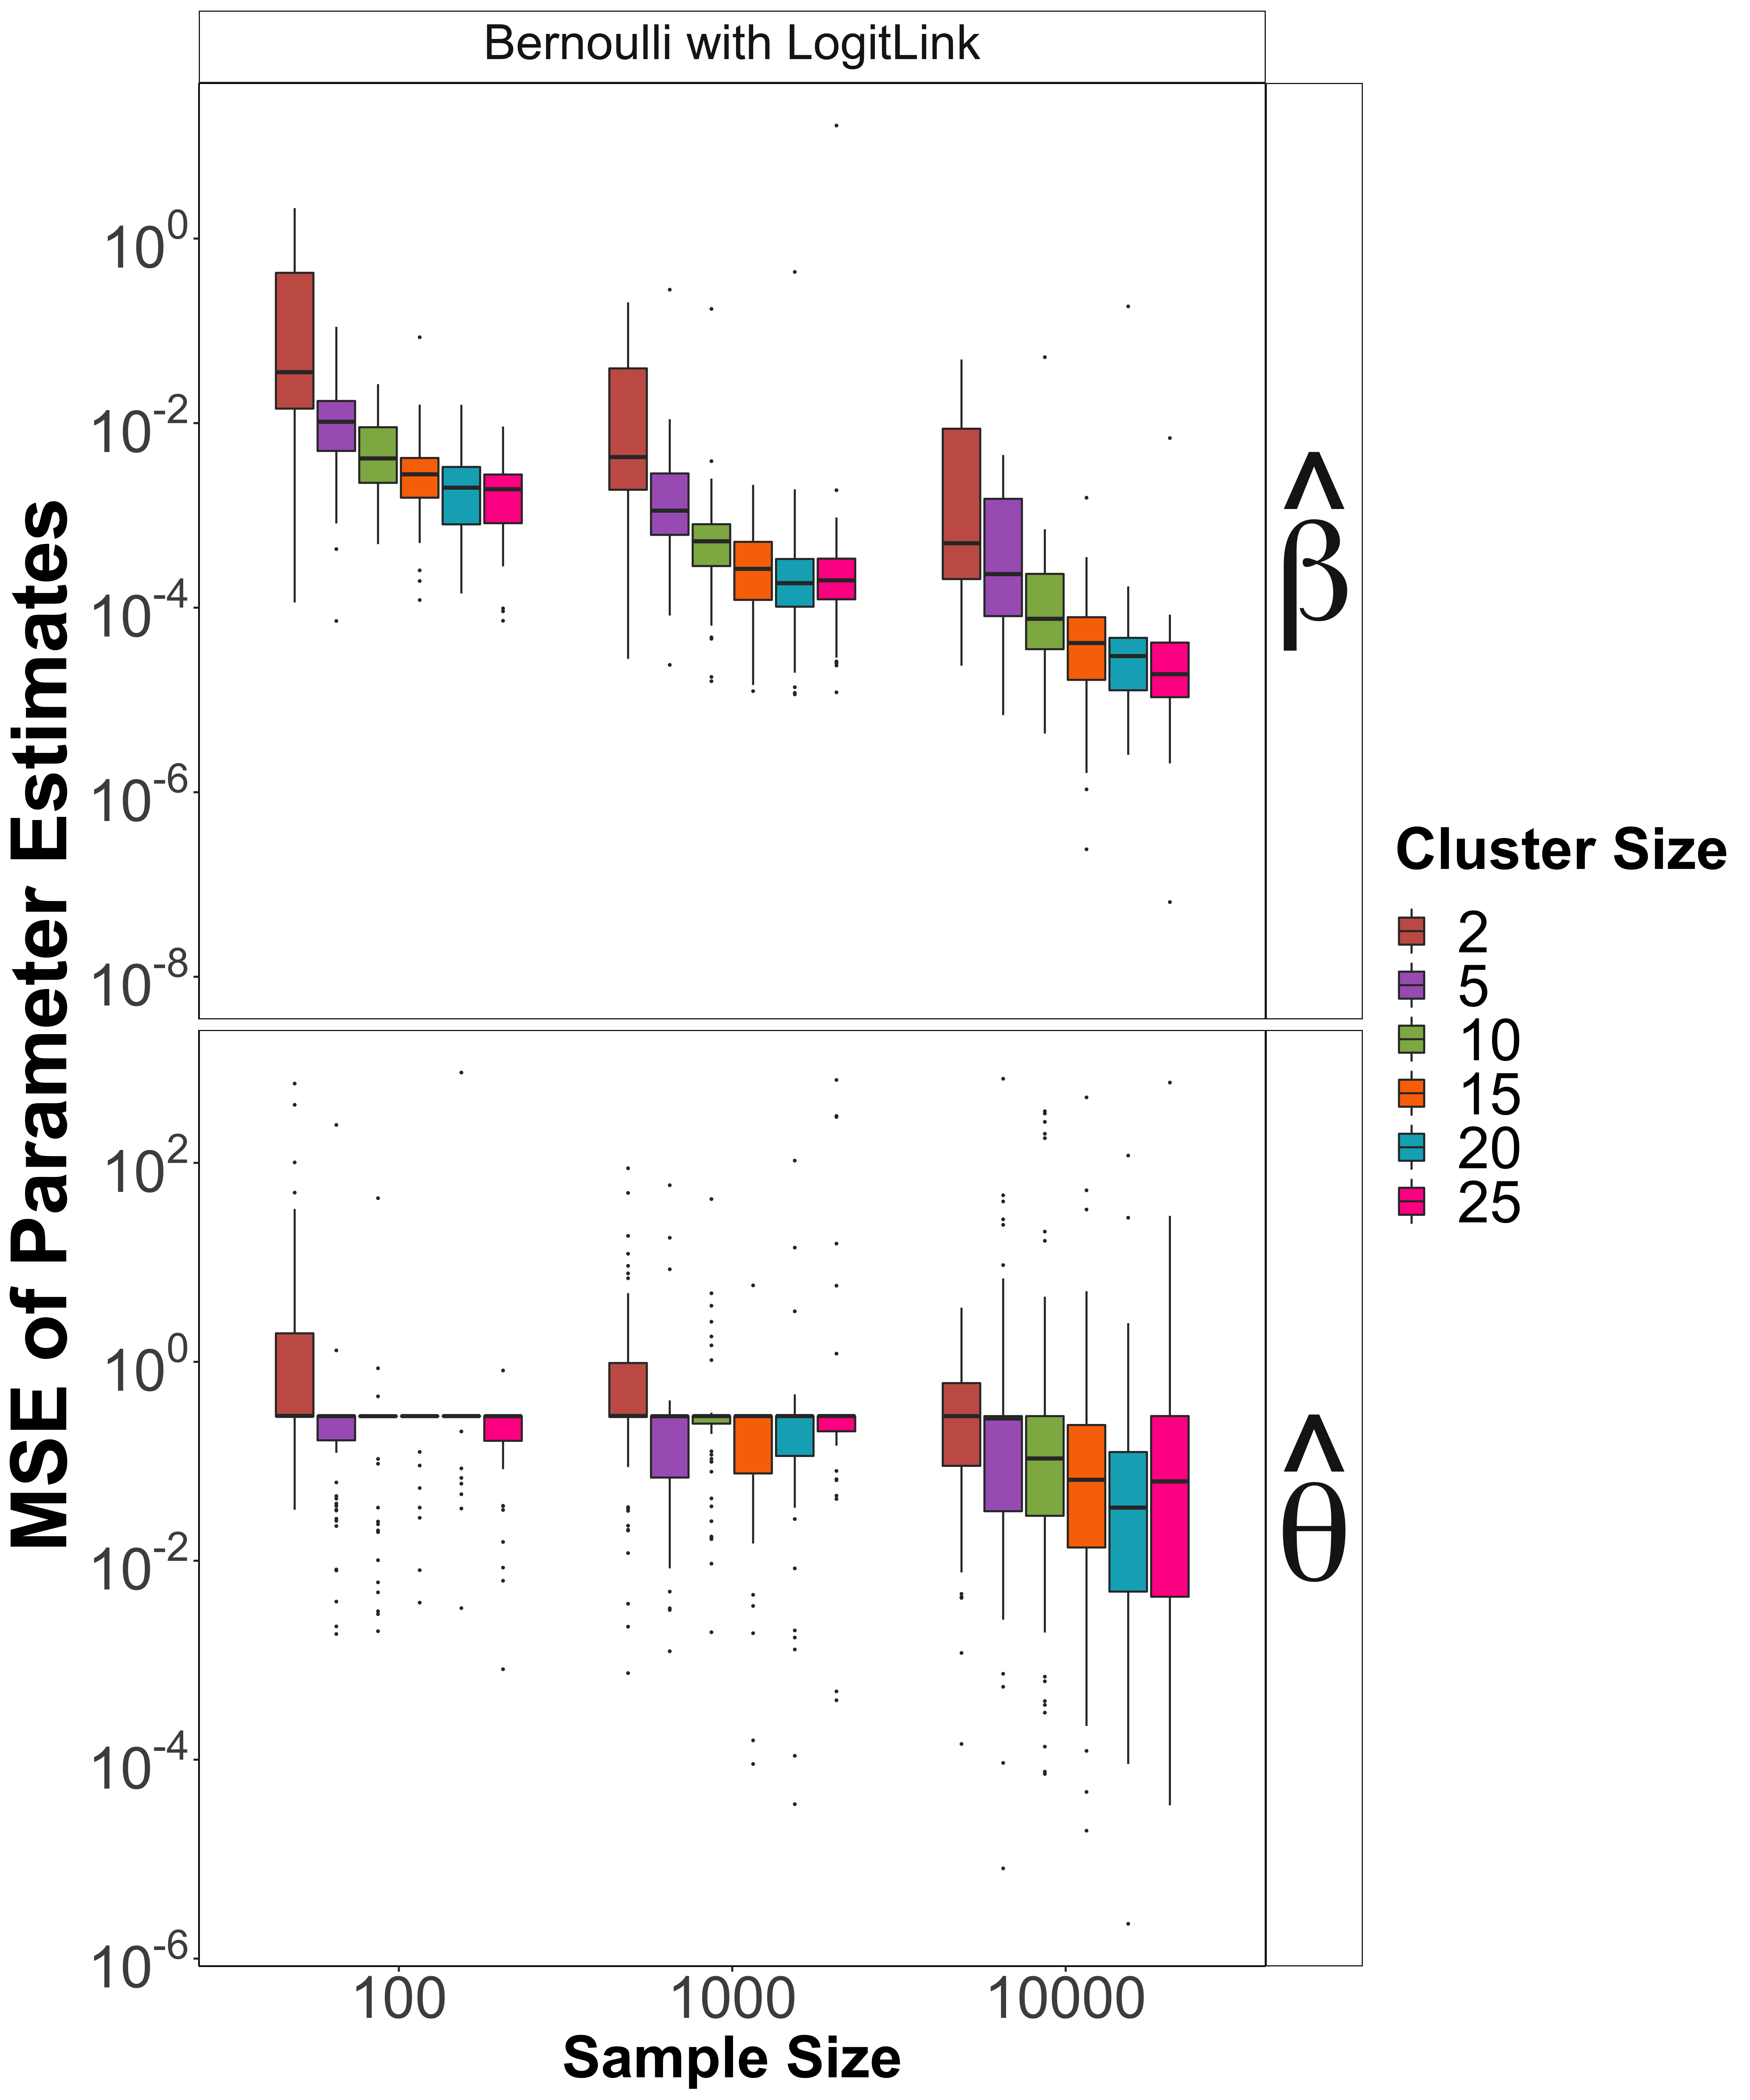 Bernoulli with LogitLink
MSE of Parameter Estimates
10^0
10^-2
10^-4
10^-6
10^-8
β̂
10^2
10^0
10^-2
10^-4
10^-6
θ̂
100 1000 10000
Sample Size
Cluster Size
2
5
10
15
20
25